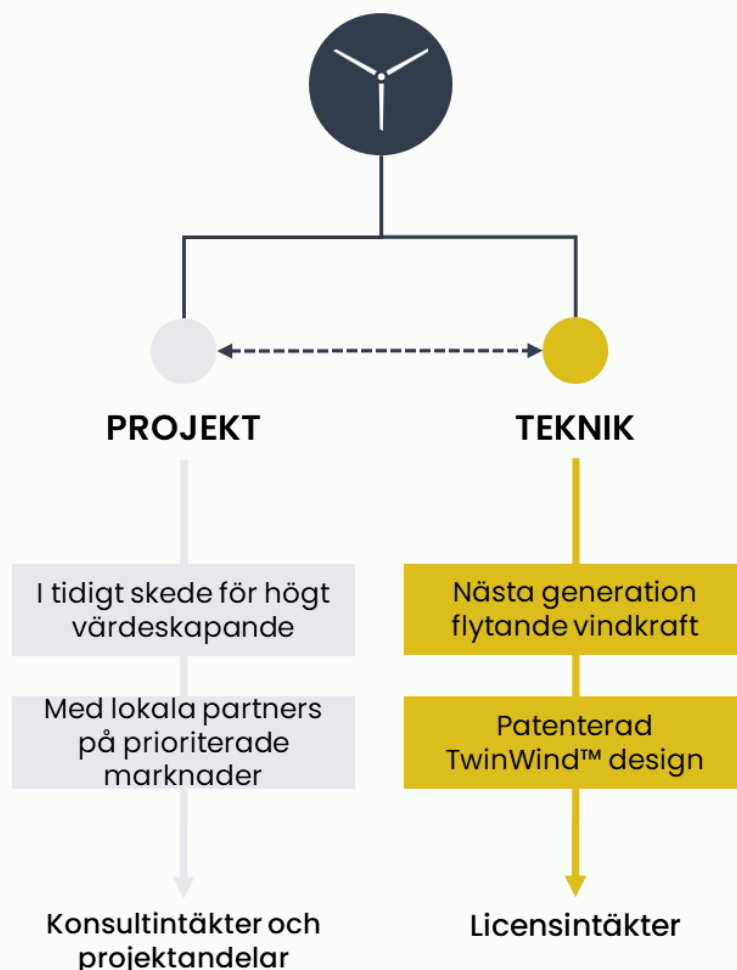 PROJEKT
I tidigt skede för högt
värdeskapande
Med lokala partners
på prioriterade
marknader
Konsultintäkter och
projektandelar
TEKNIK
Nästa generation
flytande vindkraft
Patenterad
TwinWind™ design
Licensintäkter